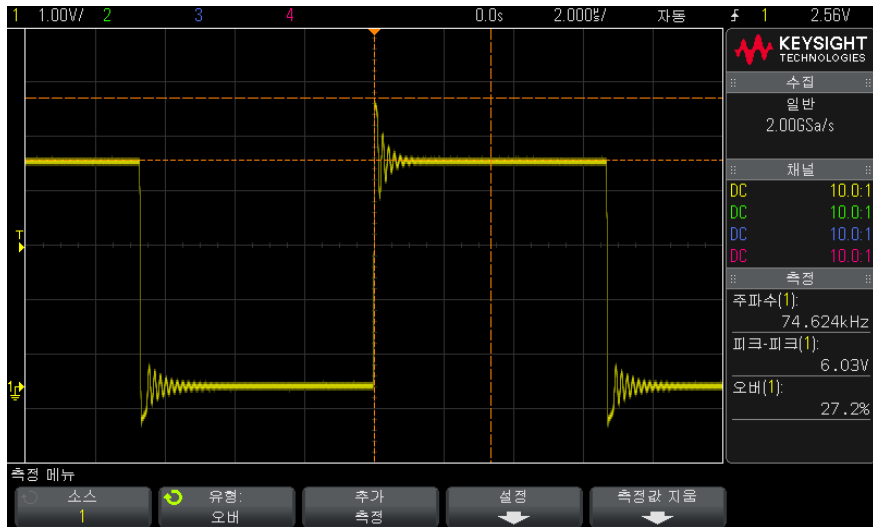 1 1.00V/ 2 3 4 0.0s 2.000㎲/ 자동 1 2.56V
KEYSIGHT
TECHNOLOGIES
수집
일반
2.00GSa/s
채널
DC 10.0:1
DC 10.0:1
DC 10.0:1
DC 10.0:1
측정
주파수(1):
74.624kHz
피크-피크(1):
6.03V
오버(1):
27.2%
T
1
측정 메뉴
소스
1
유형:
오버
추가
측정
설정
측정값 지움